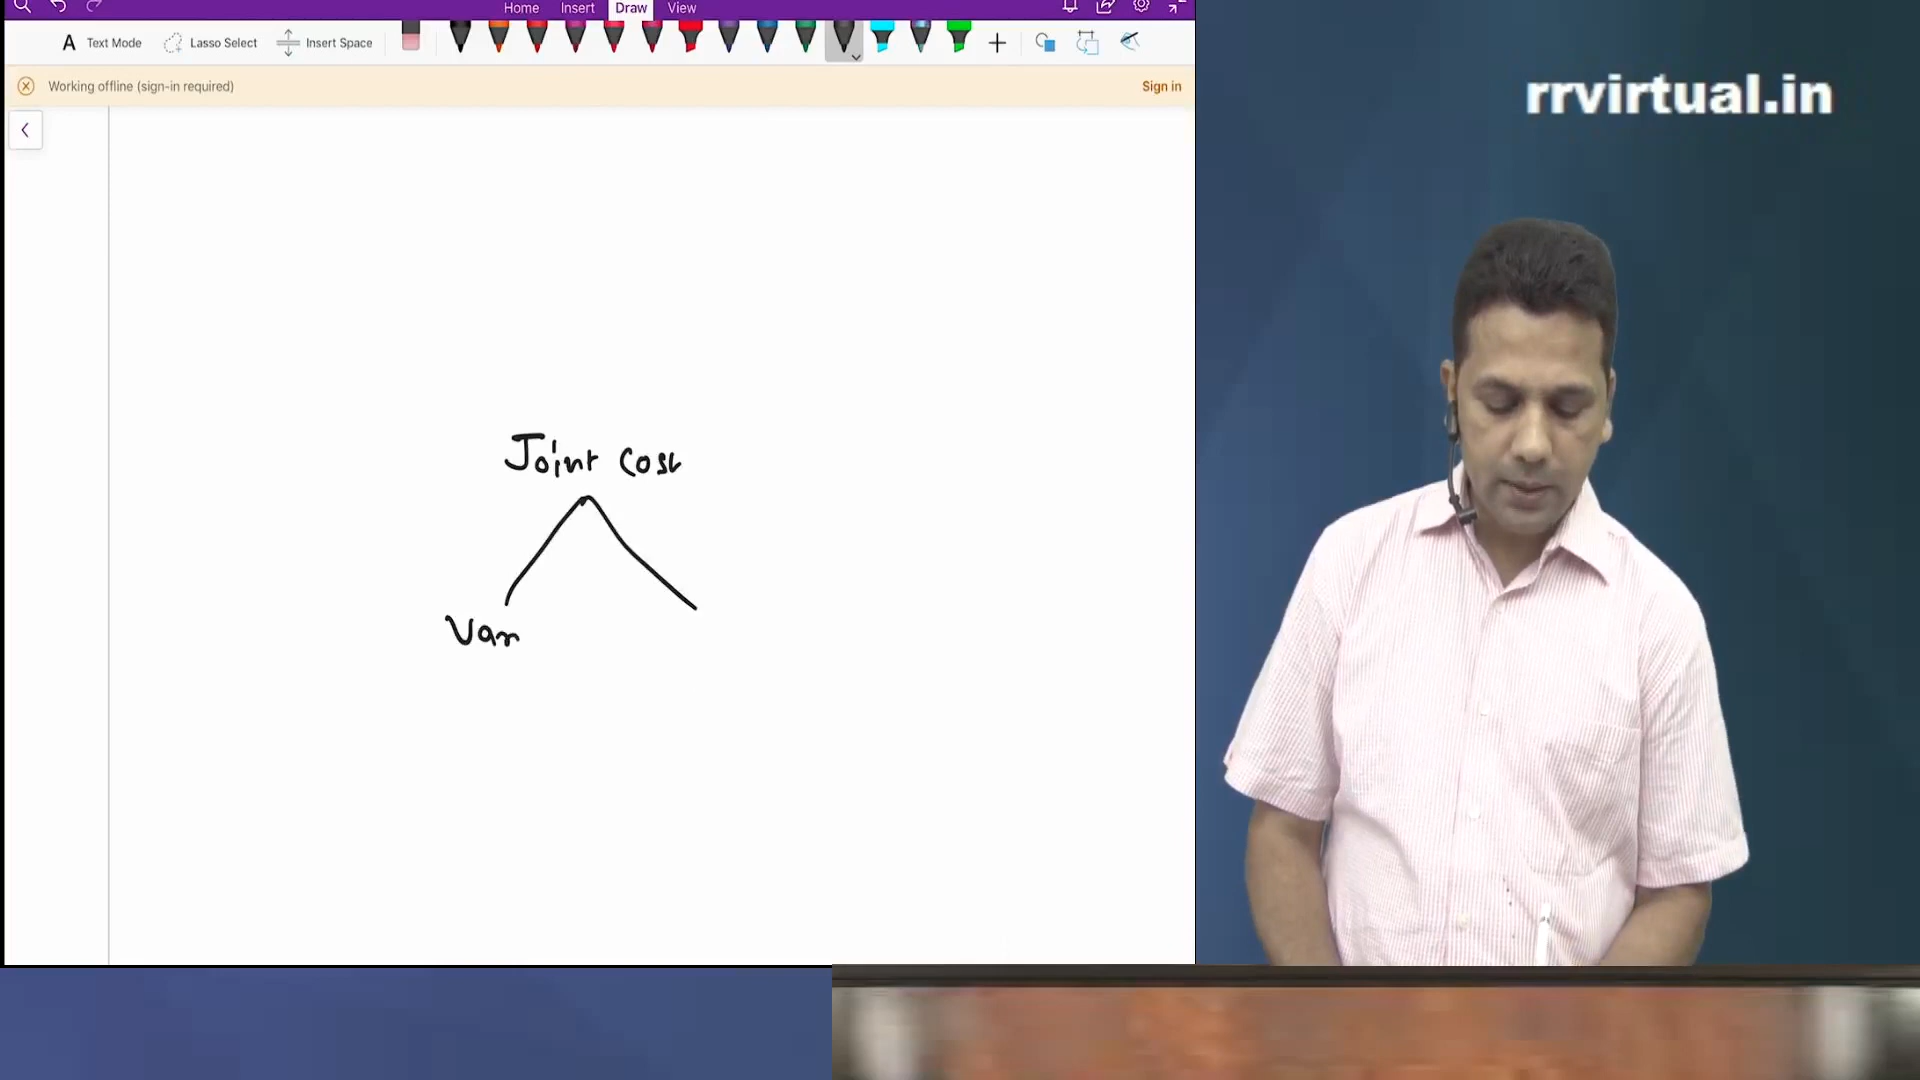 Home Insert Draw View
Text Mode Lasso Select Insert Space
Working offline (sign-in required) Sign in
rrvirtual.in
Joint Cost
Var